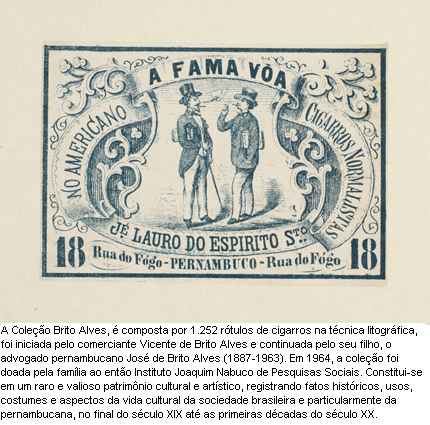 A FAMA VÔA
NO AMERICANO
CIGARROS NORMALISTAS
JÉ LAURO DO ESPIRITO STO
18 Rua do Fógo - PERNAMBUCO - Rua do Fógo 18
A Coleção Brito Alves, é composta por 1.252 rótulos de cigarros na técnica litográfica,
foi iniciada pelo comerciante Vicente de Brito Alves e continuada pelo seu filho, o
advogado pernambucano José de Brito Alves (1887-1963). Em 1964, a coleção foi
doada pela família ao então Instituto Joaquim Nabuco de Pesquisas Sociais. Constitui-se
em um raro e valioso patrimônio cultural e artístico, registrando fatos históricos, usos,
costumes e aspectos da vida cultural da sociedade brasileira e particularmente da
pernambucana, no final do século XIX até as primeiras décadas do século XX.